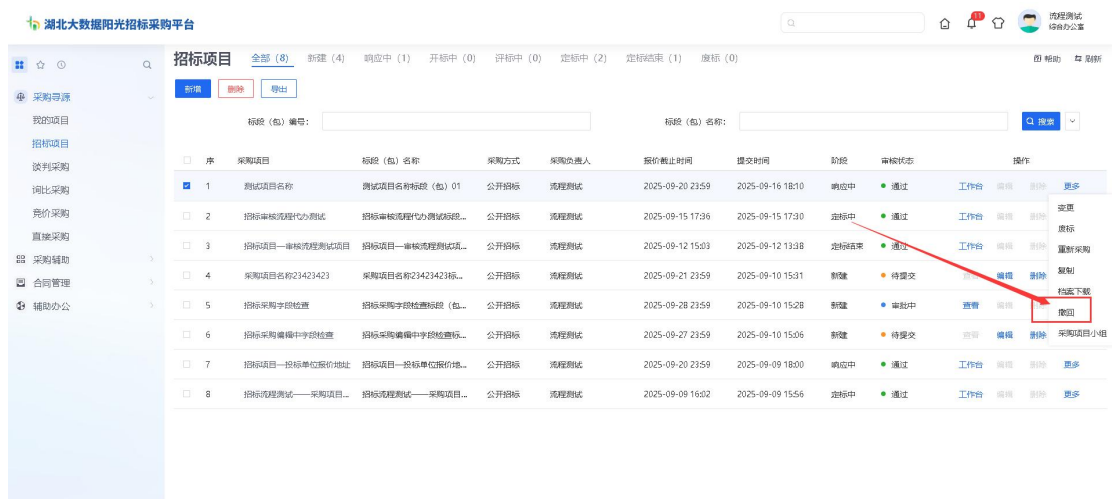 湖北大数据阳光招标采购平台
11
流程测试
综合办公室
采购寻源
我的项目
招标项目
谈判采购
询比采购
竞价采购
直接采购
采购辅助
合同管理
辅助办公
招标项目 全部（8） 新建（4） 响应中（1） 开标中（0） 评标中（0） 定标中（2） 定标结束（1） 废标（0） 帮助 刷新
新增 删除 导出
标段（包）编号： 标段（包）名称： 搜索
序 采购项目 标段（包）名称 采购方式 采购负责人 报价截止时间 提交时间 阶段 审核状态 操作
1 测试项目名称 测试项目名称标段（包）01 公开招标 流程测试 2025-09-20 23:59 2025-09-16 18:10 响应中 通过 工作台 编辑 删除 更多
2 招标审核流程代办测试 招标审核流程代办测试标段... 公开招标 流程测试 2025-09-15 17:36 2025-09-15 17:30 定标中 通过 工作台 编辑 删除
3 招标项目—审核流程测试项目 招标项目—审核流程测试项... 公开招标 流程测试 2025-09-12 15:03 2025-09-12 13:38 定标结束 通过 工作台 编辑 删除
4 采购项目名称23423423 采购项目名称23423423标... 公开招标 流程测试 2025-09-21 23:59 2025-09-10 15:31 新建 待提交 查看 编辑 删除
5 招标采购字段检查 招标采购字段检查标段（包... 公开招标 流程测试 2025-09-28 23:59 2025-09-10 15:28 新建 审批中 查看 编辑 删除
6 招标采购编辑中字段检查 招标采购编辑中字段检查标... 公开招标 流程测试 2025-09-27 23:59 2025-09-10 15:06 新建 待提交 查看 编辑 删除
7 招标项目—投标单位报价地址 招标项目—投标单位报价地... 公开招标 流程测试 2025-09-20 23:59 2025-09-09 18:00 响应中 通过 工作台 编辑 删除 更多
8 招标流程测试——采购项目... 招标流程测试——采购项目... 公开招标 流程测试 2025-09-09 16:02 2025-09-09 15:56 定标中 通过 工作台 编辑 删除 更多
变更
废标
重新采购
复制
档案下载
撤回
采购项目小组